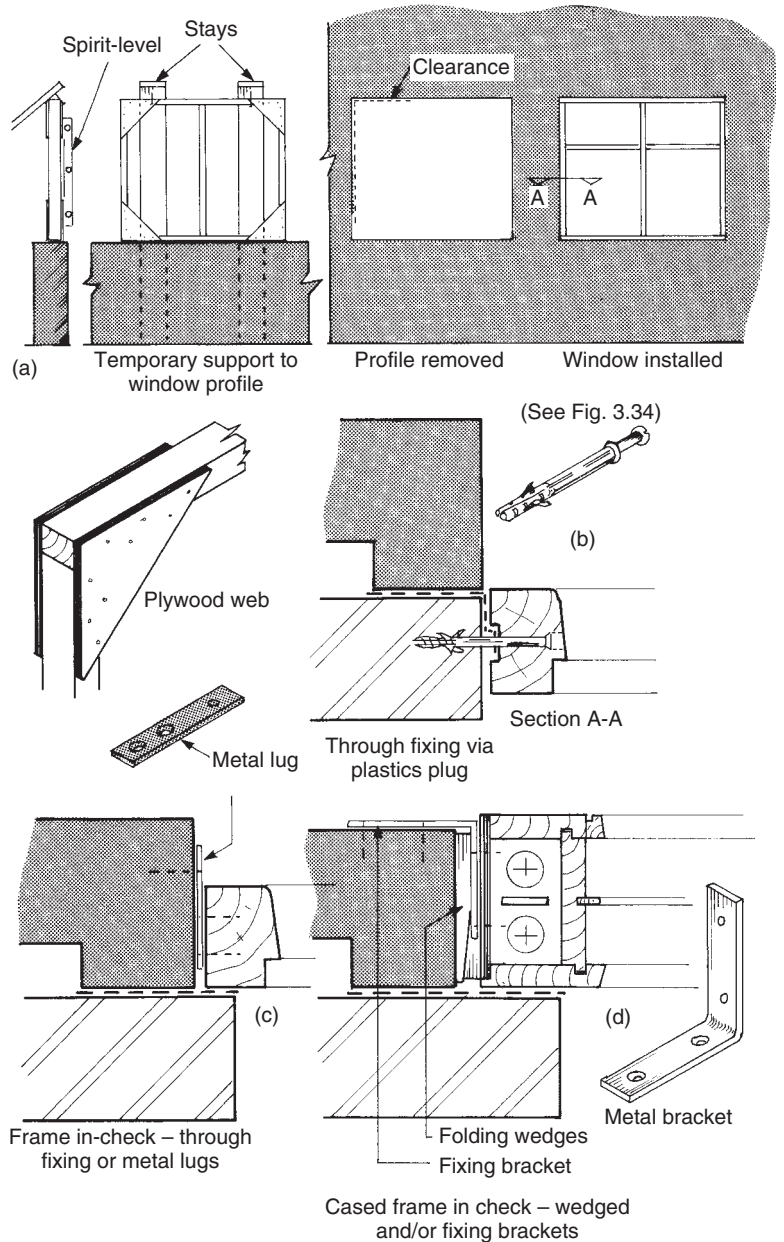 Spirit-level
Stays
Clearance
A
A
(a)
Temporary support to
window profile
Profile removed
Window installed
(See Fig. 3.34)
(b)
Plywood web
Metal lug
Section A-A
Through fixing via
plastics plug
(c)
(d)
Frame in-check – through
fixing or metal lugs
Folding wedges
Fixing bracket
Metal bracket
Cased frame in check – wedged
and/or fixing brackets